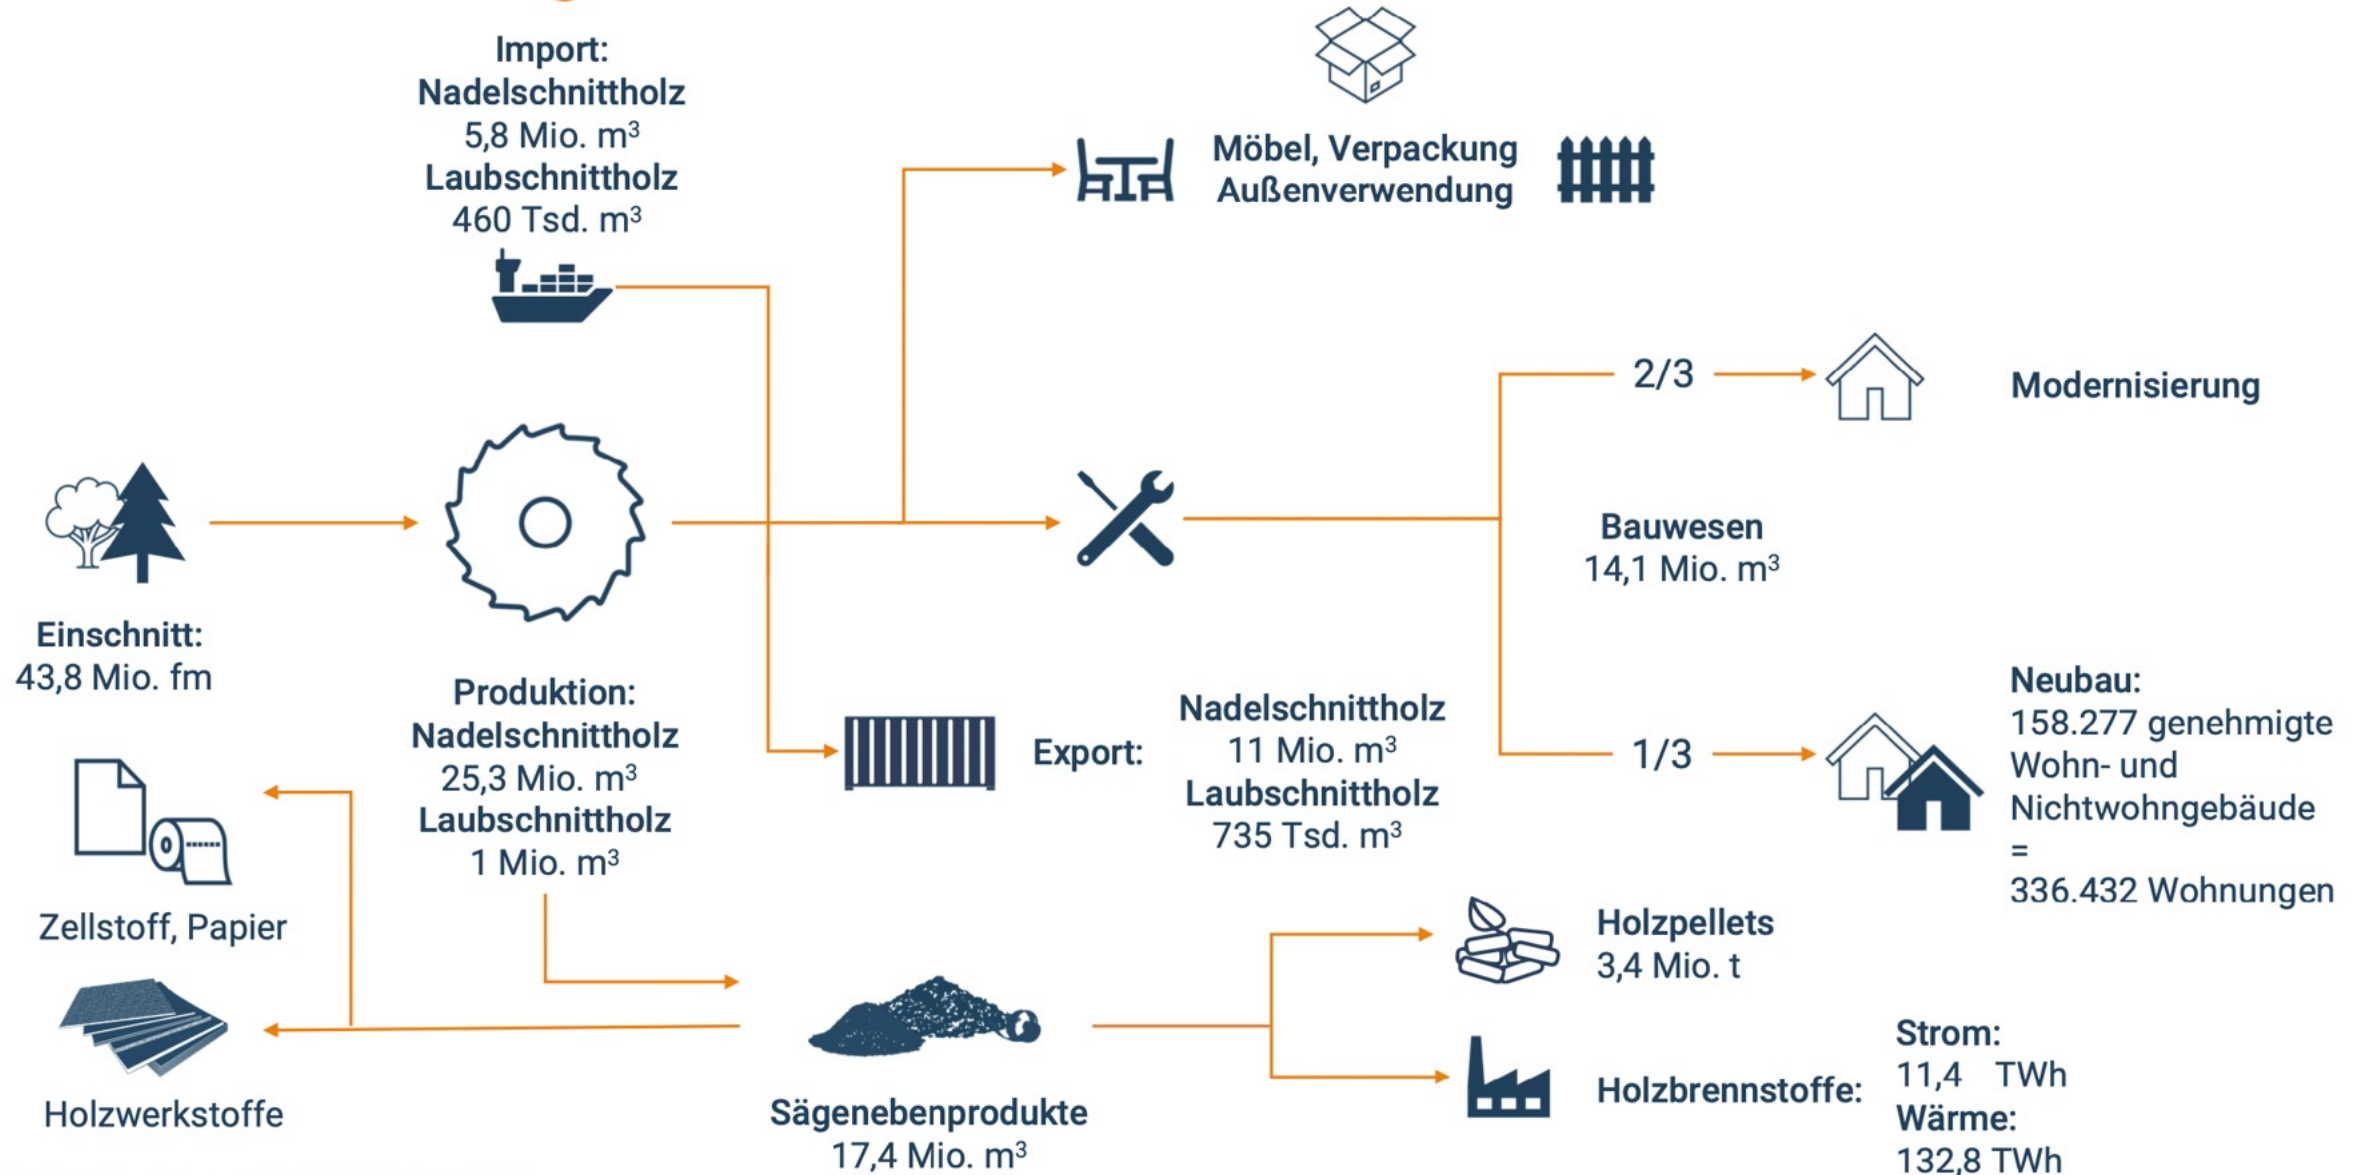 Import:
Nadelschnittholz
5,8 Mio. m³
Laubschnittholz
460 Tsd. m³
Möbel, Verpackung
Außenverwendung
2/3
Modernisierung
Bauwesen
14,1 Mio. m³
Einschnitt:
43,8 Mio. fm
Produktion:
Nadelschnittholz
25,3 Mio. m³
Laubschnittholz
1 Mio. m³
Export:
Nadelschnittholz
11 Mio. m³
Laubschnittholz
735 Tsd. m³
1/3
Neubau:
158.277 genehmigte
Wohn- und
Nichtwohngebäude
=
336.432 Wohnungen
Zellstoff, Papier
Holzwerkstoffe
Sägenebenprodukte
17,4 Mio. m³
Holzpellets
3,4 Mio. t
Holzbrennstoffe:
Strom:
11,4 TWh
Wärme:
132,8 TWh